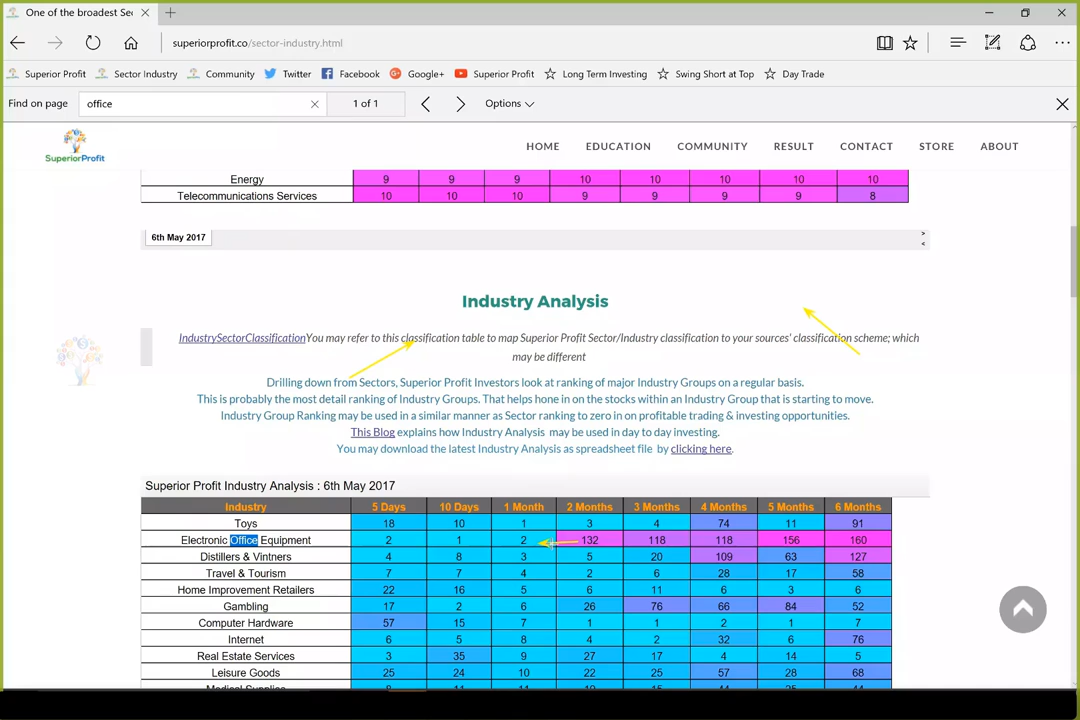 One of the broadest Sec
superiorprofit.co/sector-industry.html
Superior Profit Sector Industry Community Twitter Facebook Google+ Superior Profit Long Term Investing Swing Short at Top Day Trade
Find on page office 1 of 1 Options
SuperiorProfit
HOME EDUCATION COMMUNITY RESULT CONTACT STORE ABOUT
Energy 9 9 9 10 10 10 10 10
Telecommunications Services 10 10 10 9 9 9 9 8
6th May 2017
Industry Analysis
IndustrySectorClassificationYou may refer to this classification table to map Superior Profit Sector/Industry classification to your sources' classification scheme; which
may be different
Drilling down from Sectors, Superior Profit Investors look at ranking of major Industry Groups on a regular basis.
This is probably the most detail ranking of Industry Groups. That helps hone in on the stocks within an Industry Group that is starting to move.
Industry Group Ranking may be used in a similar manner as Sector ranking to zero in on profitable trading & investing opportunities.
This Blog explains how Industry Analysis may be used in day to day investing.
You may download the latest Industry Analysis as spreadsheet file by clicking here.
Superior Profit Industry Analysis : 6th May 2017
Industry 5 Days 10 Days 1 Month 2 Months 3 Months 4 Months 5 Months 6 Months
Toys 18 10 1 3 4 74 11 91
Electronic Office Equipment 2 1 2 132 118 118 156 160
Distillers & Vintners 4 8 3 5 20 109 63 127
Travel & Tourism 7 7 4 2 6 28 17 58
Home Improvement Retailers 22 16 5 6 11 6 3 6
Gambling 17 2 6 26 76 66 84 52
Computer Hardware 57 15 7 1 1 2 1 7
Internet 6 5 8 4 2 32 6 76
Real Estate Services 3 35 9 27 17 4 14 5
Leisure Goods 25 24 10 22 25 57 28 68
Medical Supplies